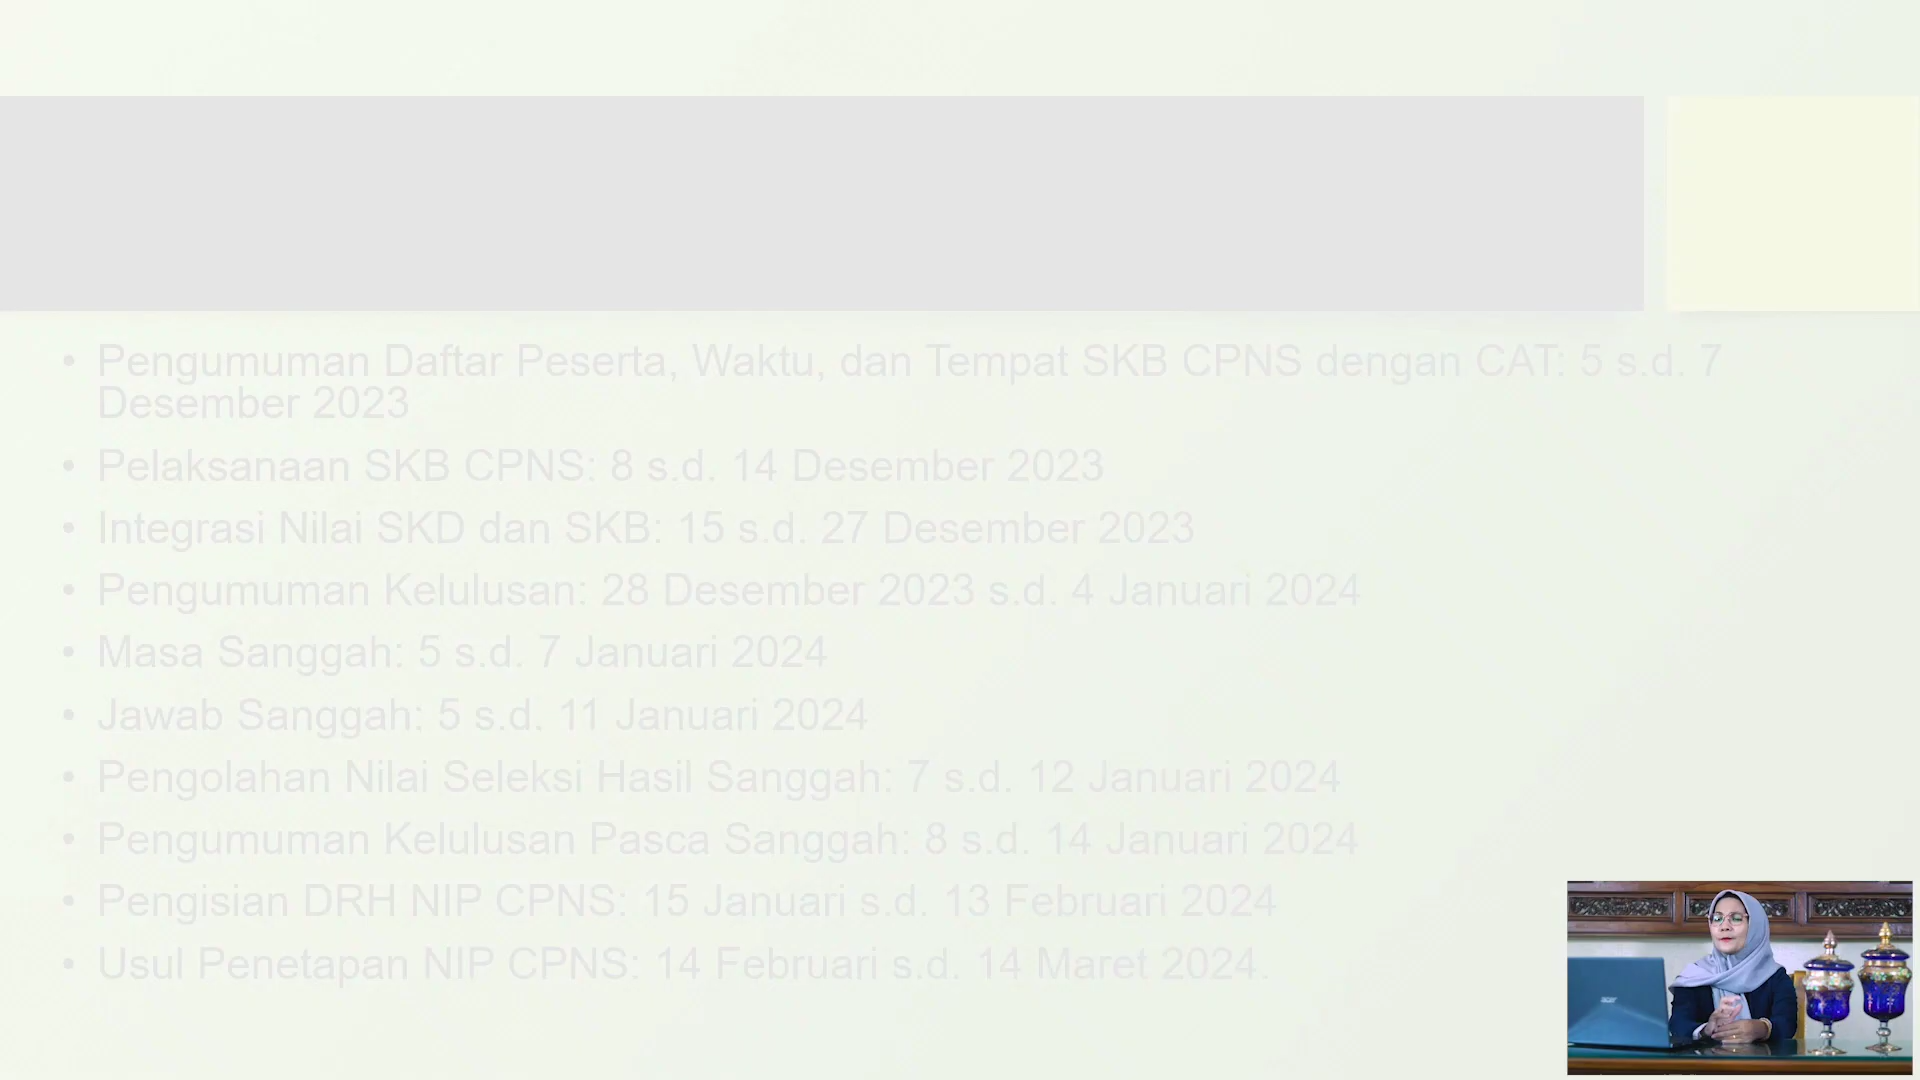 • Pengumuman Daftar Peserta, Waktu, dan Tempat SKB CPNS dengan CAT: 5 s.d. 7
Desember 2023
• Pelaksanaan SKB CPNS: 8 s.d. 14 Desember 2023
• Integrasi Nilai SKD dan SKB: 15 s.d. 27 Desember 2023
• Pengumuman Kelulusan: 28 Desember 2023 s.d. 4 Januari 2024
• Masa Sanggah: 5 s.d. 7 Januari 2024
• Jawab Sanggah: 5 s.d. 11 Januari 2024
• Pengolahan Nilai Seleksi Hasil Sanggah: 7 s.d. 12 Januari 2024
• Pengumuman Kelulusan Pasca Sanggah: 8 s.d. 14 Januari 2024
• Pengisian DRH NIP CPNS: 15 Januari s.d. 13 Februari 2024
• Usul Penetapan NIP CPNS: 14 Februari s.d. 14 Maret 2024.
acer